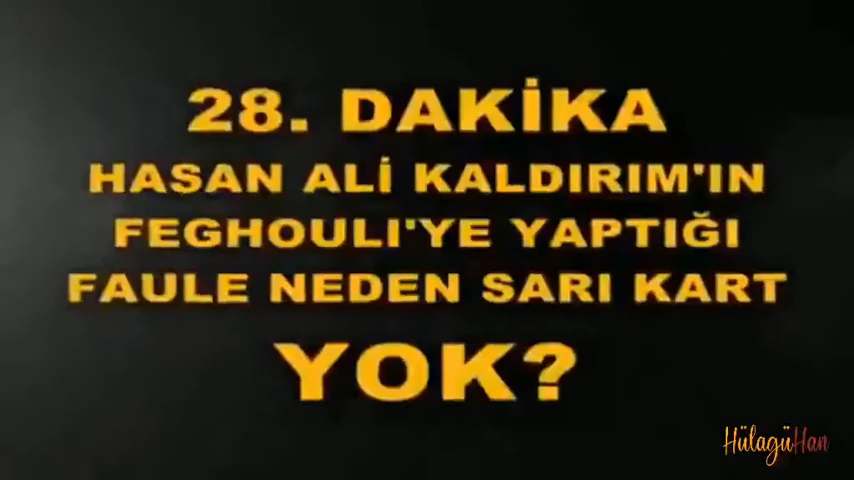 28. DAKİKA
HASAN ALİ KALDIRIM'IN
FEGHOULI'YE YAPTIĞI
FAULE NEDEN SARI KART
YOK?
HülagüHan